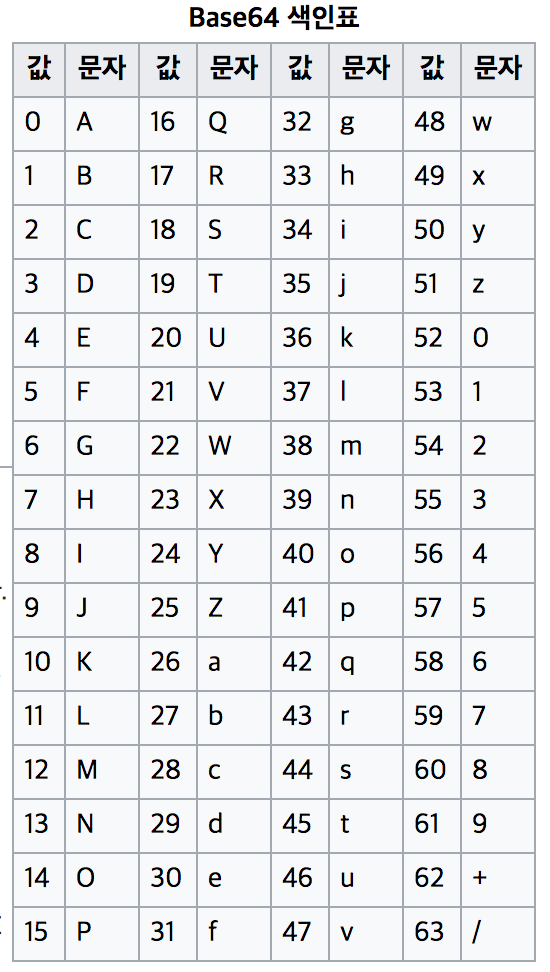 Base64 색인표
값 문자 값 문자 값 문자 값 문자
0 A 16 Q 32 g 48 w
1 B 17 R 33 h 49 x
2 C 18 S 34 i 50 y
3 D 19 T 35 j 51 z
4 E 20 U 36 k 52 0
5 F 21 V 37 l 53 1
6 G 22 W 38 m 54 2
7 H 23 X 39 n 55 3
8 I 24 Y 40 o 56 4
9 J 25 Z 41 p 57 5
10 K 26 a 42 q 58 6
11 L 27 b 43 r 59 7
12 M 28 c 44 s 60 8
13 N 29 d 45 t 61 9
14 O 30 e 46 u 62 +
15 P 31 f 47 v 63 /